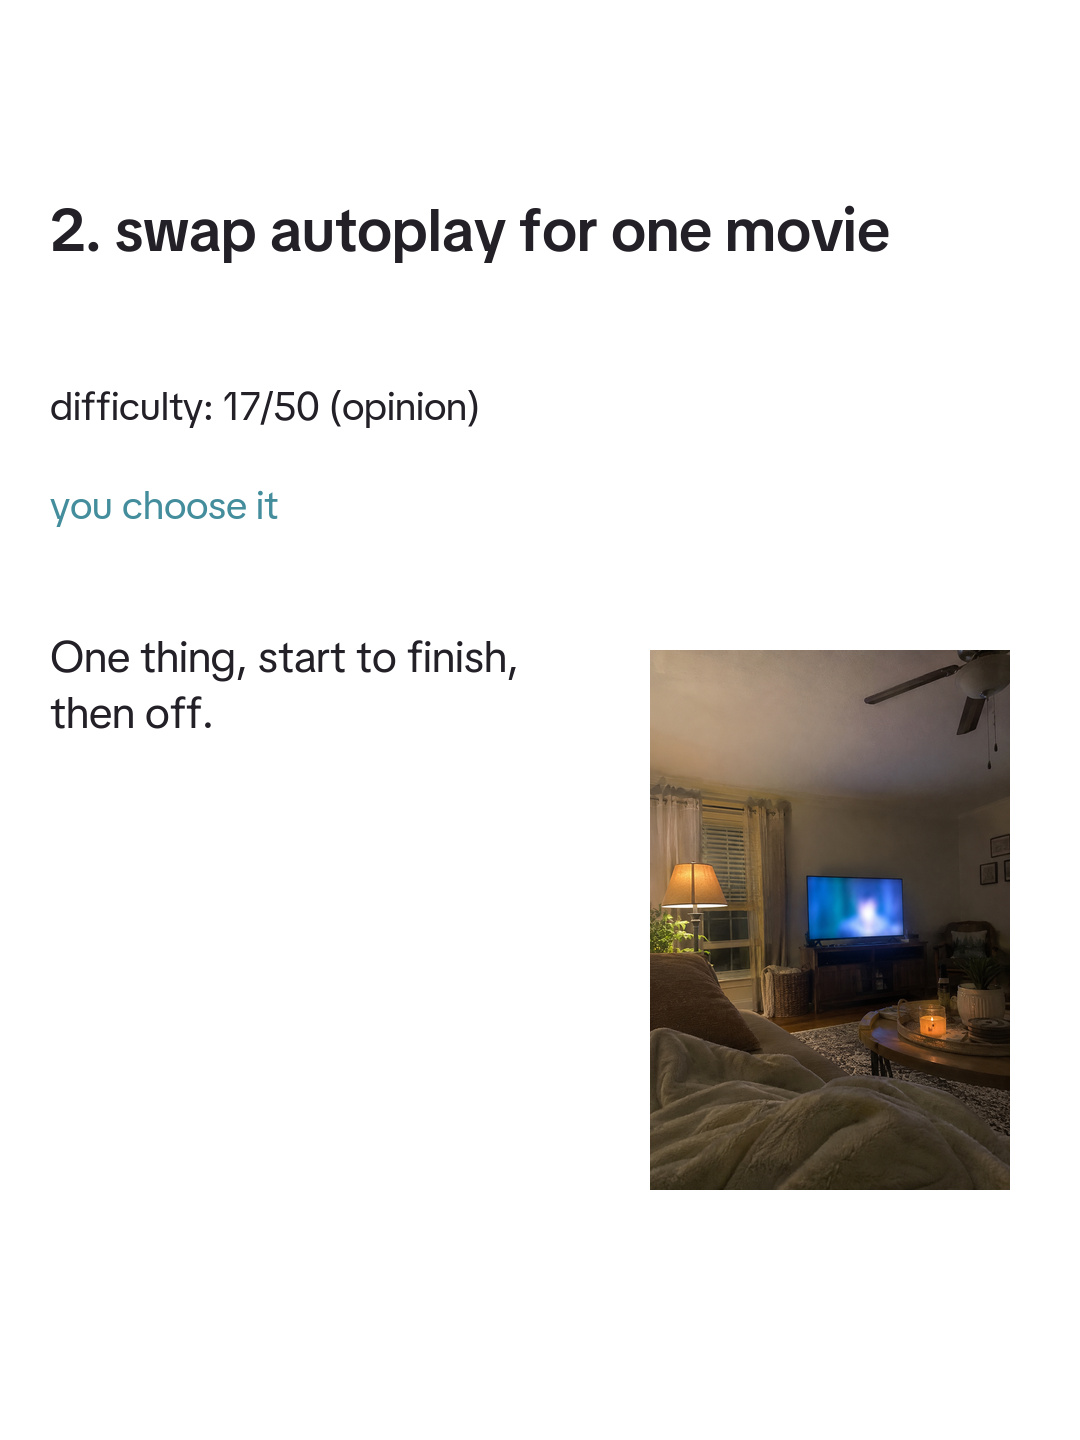 2. swap autoplay for one movie
difficulty: 17/50 (opinion)
you choose it
One thing, start to finish,
then off.